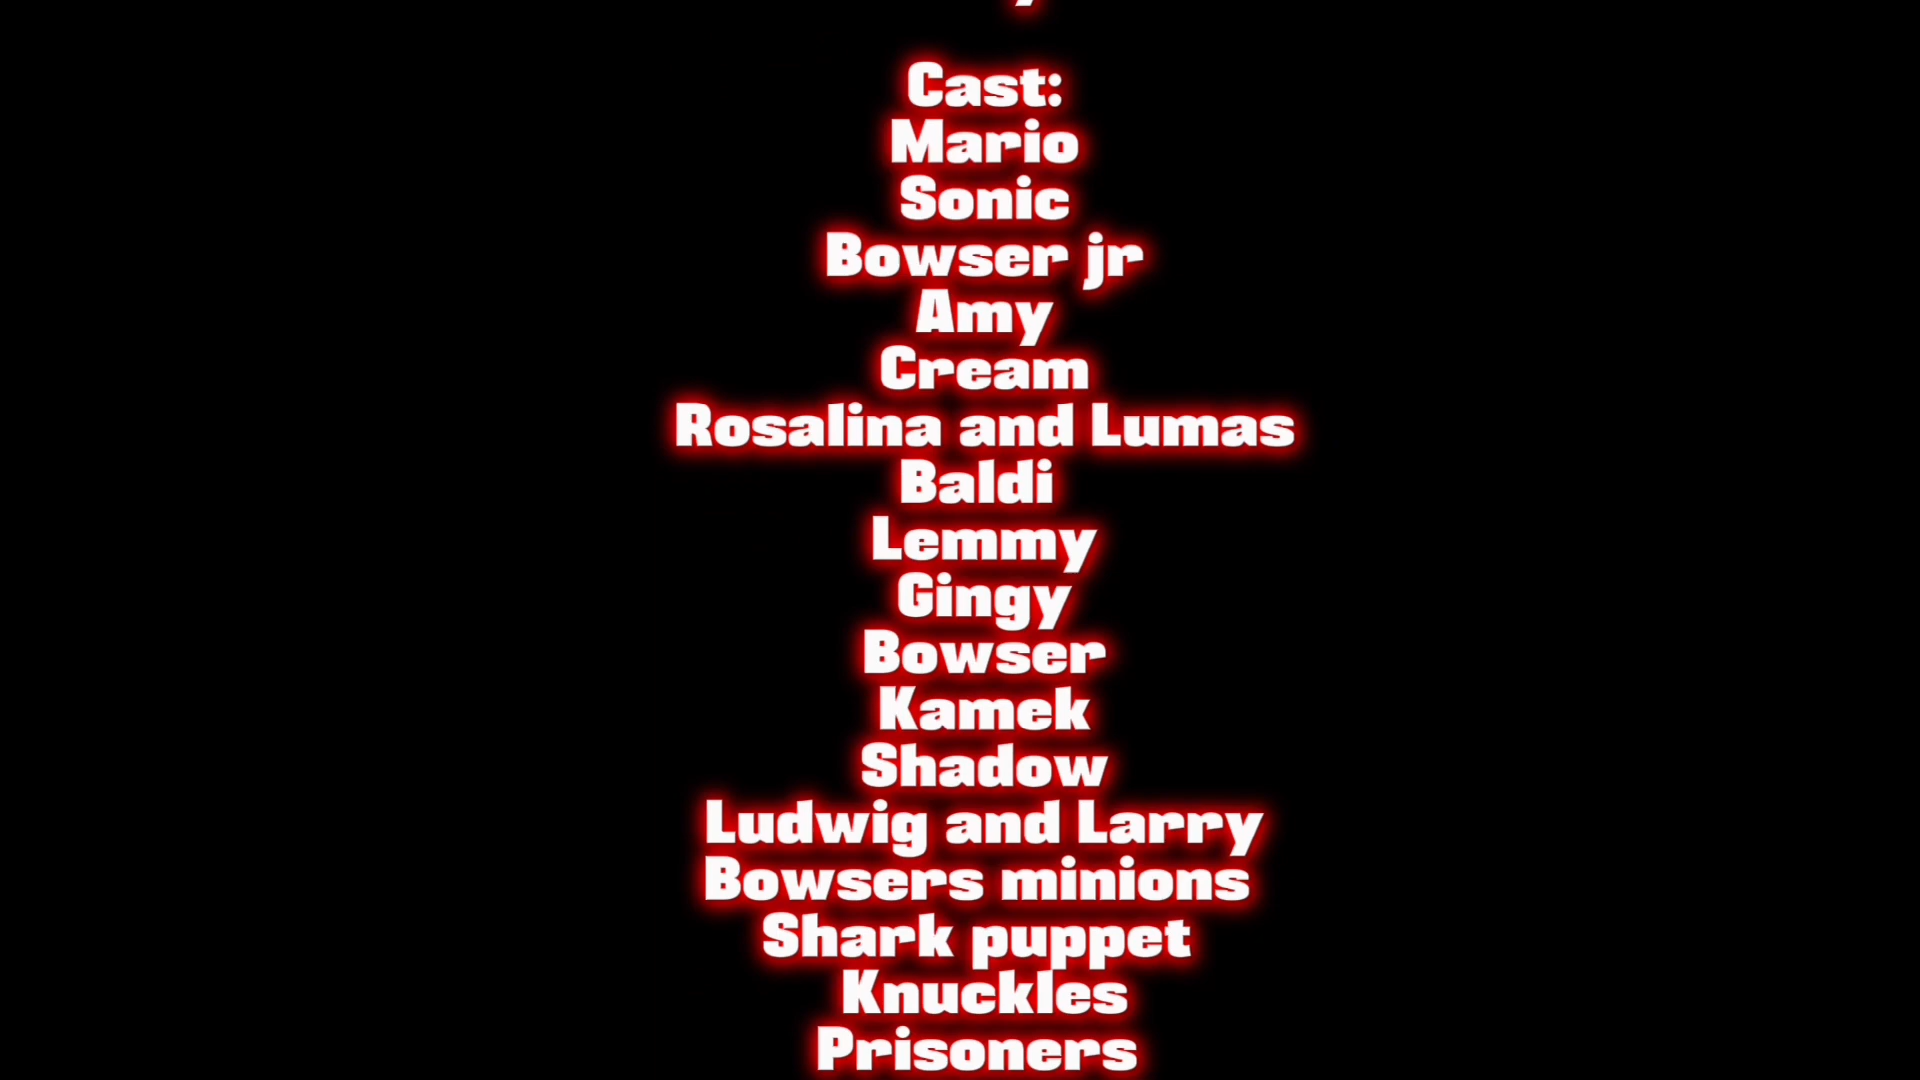 Cast:
Mario
Sonic
Bowser jr
Amy
Cream
Rosalina and Lumas
Baldi
Lemmy
Gingy
Bowser
Kamek
Shadow
Ludwig and Larry
Bowsers minions
Shark puppet
Knuckles
Prisoners